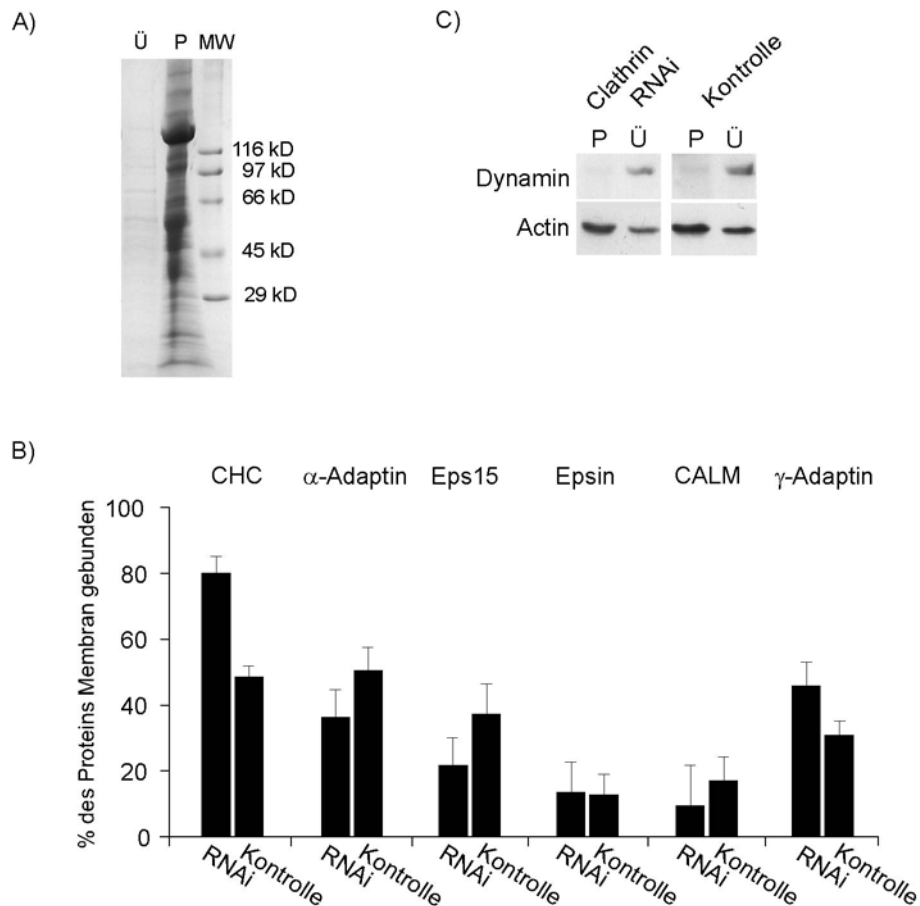 A)
Ü P MW
116 kD
97 kD
66 kD
45 kD
29 kD
C)
Clathrin
RNAi
Kontrolle
P Ü P Ü
Dynamin
Actin
B)
CHC α-Adaptin Eps15 Epsin CALM γ-Adaptin
% des Proteins Membran gebunden
100
80
60
40
20
0
RNAi Kontrolle RNAi Kontrolle RNAi Kontrolle RNAi Kontrolle RNAi Kontrolle RNAi Kontrolle